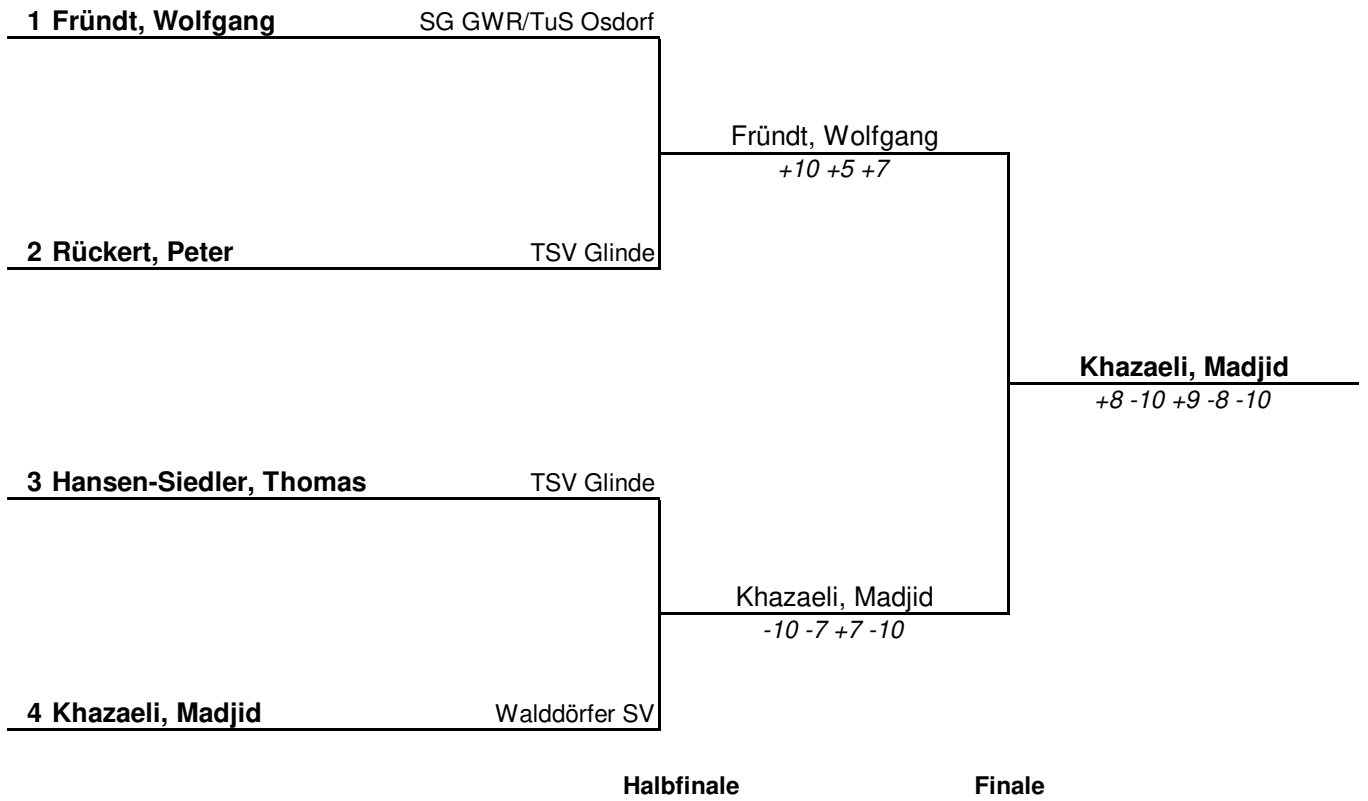 1 Fründt, Wolfgang SG GWR/TuS Osdorf
Fründt, Wolfgang
+10 +5 +7
2 Rückert, Peter TSV Glinde
Khazaeli, Madjid
+8 -10 +9 -8 -10
3 Hansen-Siedler, Thomas TSV Glinde
Khazaeli, Madjid
-10 -7 +7 -10
4 Khazaeli, Madjid Walddörfer SV
Halbfinale Finale